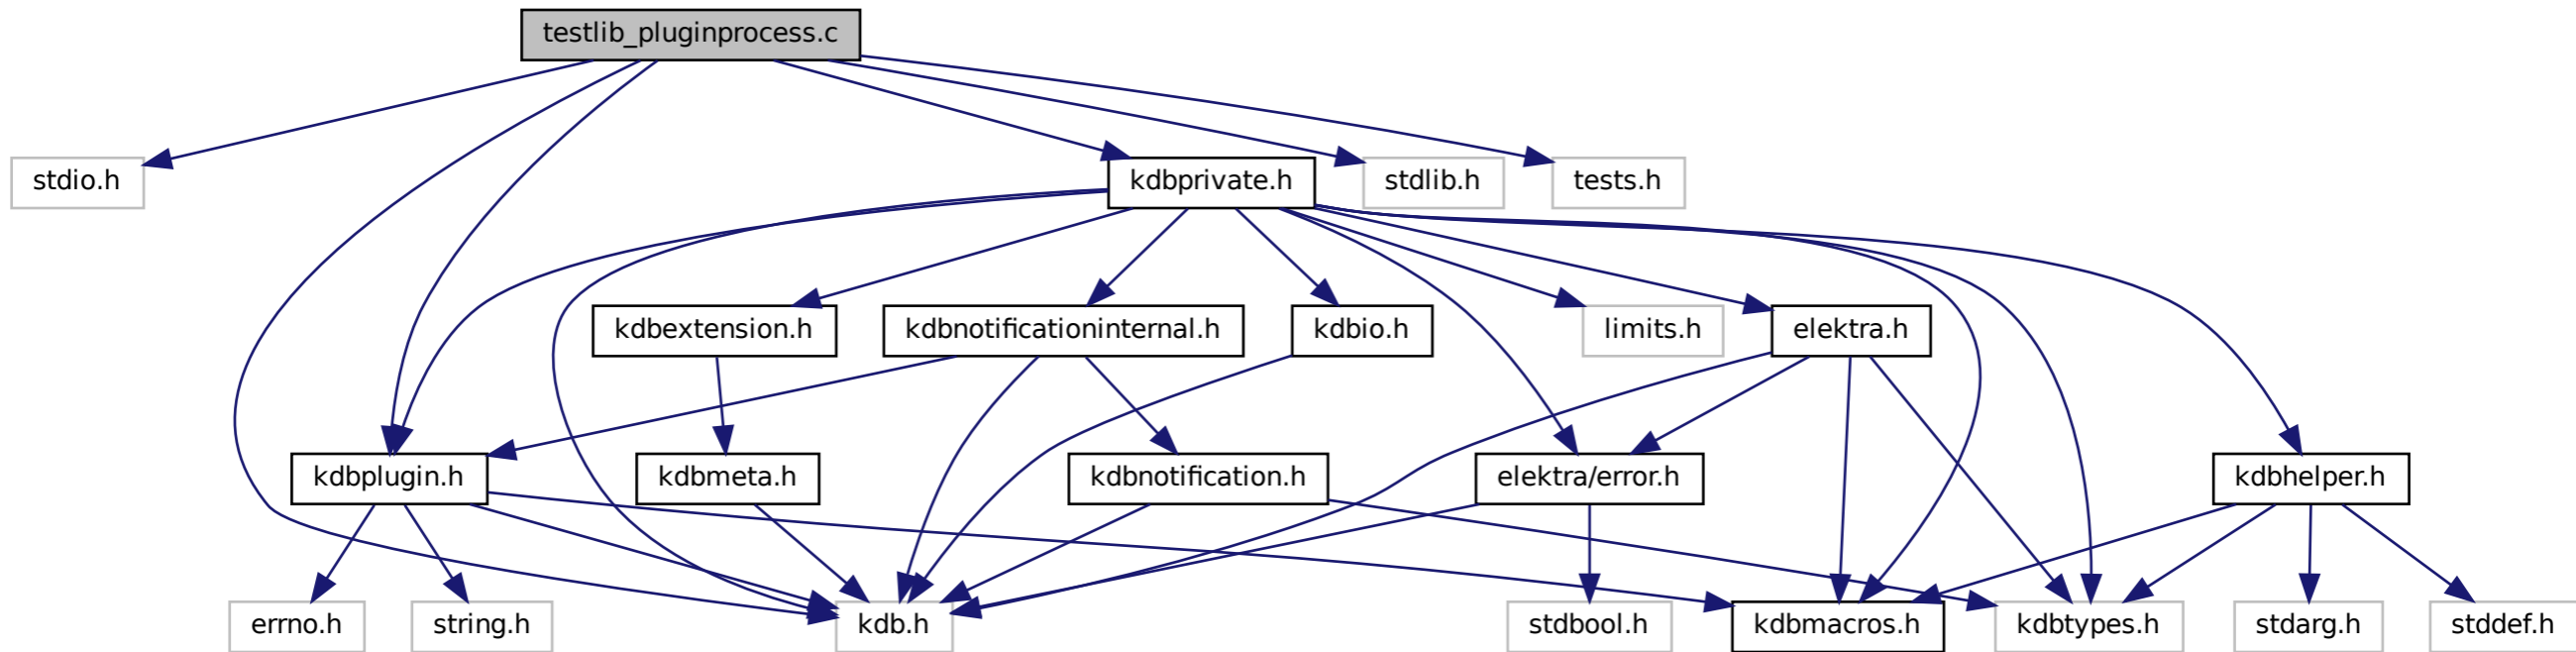 testlib_pluginprocess.c
stdio.h
kdbprivate.h
stdlib.h
tests.h
kdbextension.h
kdbnotificationinternal.h
kdbio.h
limits.h
elektra.h
kdbplugin.h
kdbmeta.h
kdbnotification.h
elektra/error.h
kdbhelper.h
errno.h
string.h
kdb.h
stdbool.h
kdbmacros.h
kdbtypes.h
stdarg.h
stddef.h